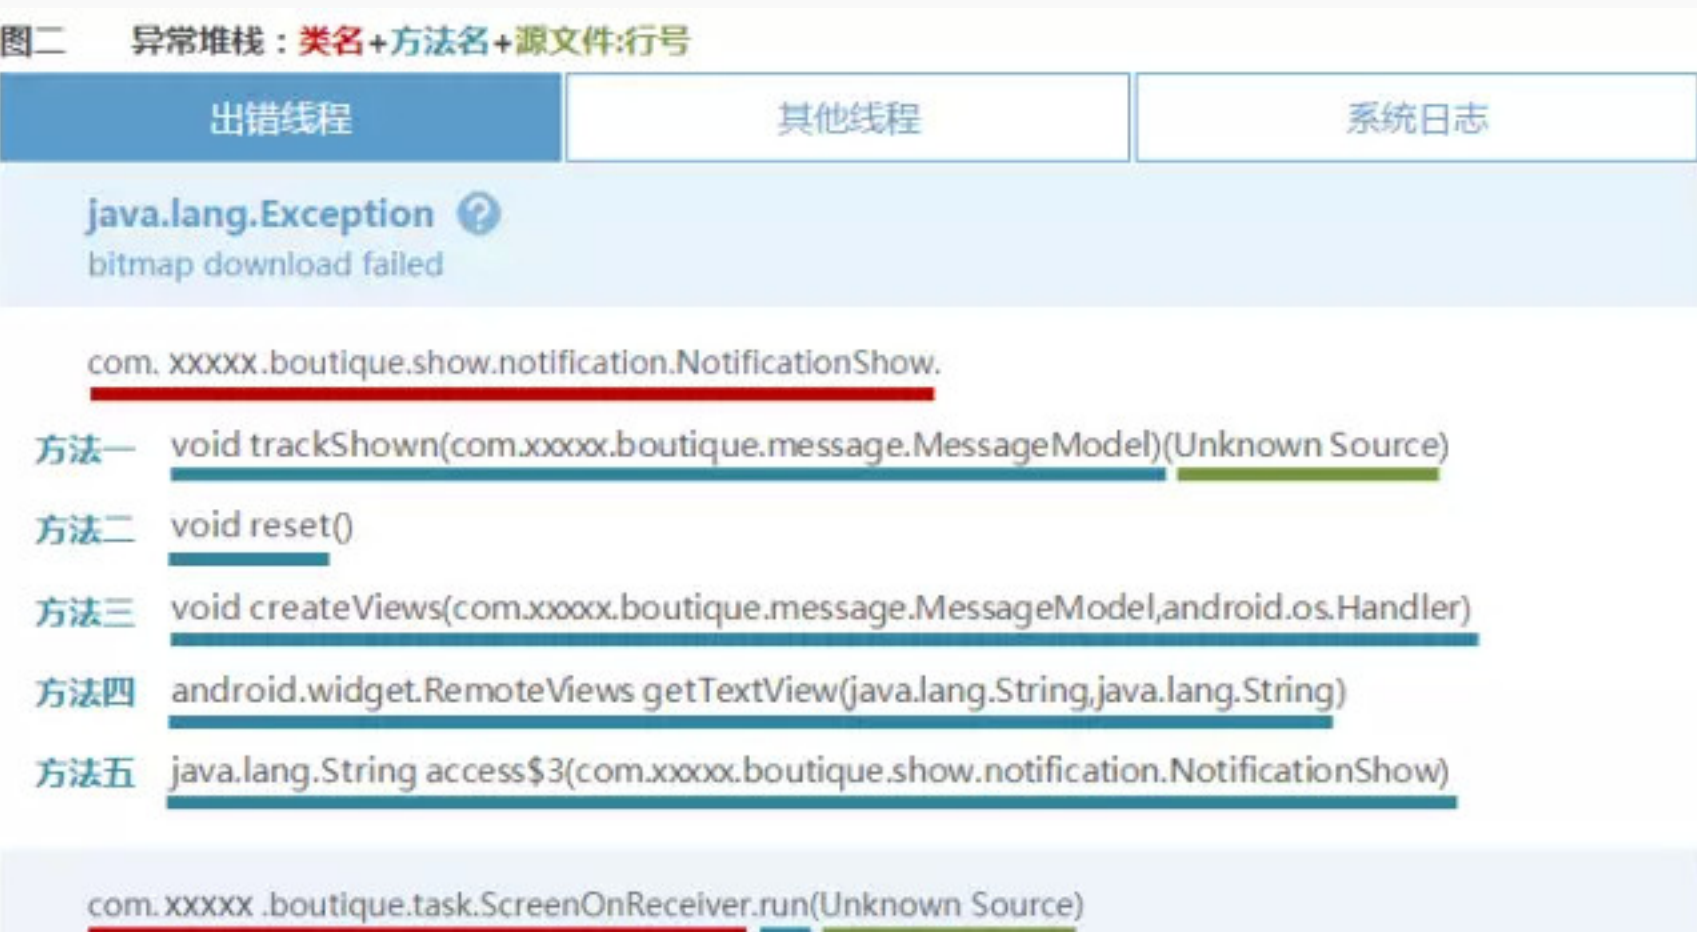 图二 异常堆栈：类名+方法名+源文件:行号
出错线程 其他线程 系统日志
java.lang.Exception ?
bitmap download failed
com. xxxxx.boutique.show.notification.NotificationShow.
方法一 void trackShown(com.xxxxx.boutique.message.MessageModel)(Unknown Source)
方法二 void reset()
方法三 void createViews(com.xxxxx.boutique.message.MessageModel,android.os.Handler)
方法四 android.widget.RemoteViews getTextView(java.lang.String,java.lang.String)
方法五 java.lang.String access$3(com.xxxxx.boutique.show.notification.NotificationShow)
com. xxxxx .boutique.task.ScreenOnReceiver.run(Unknown Source)